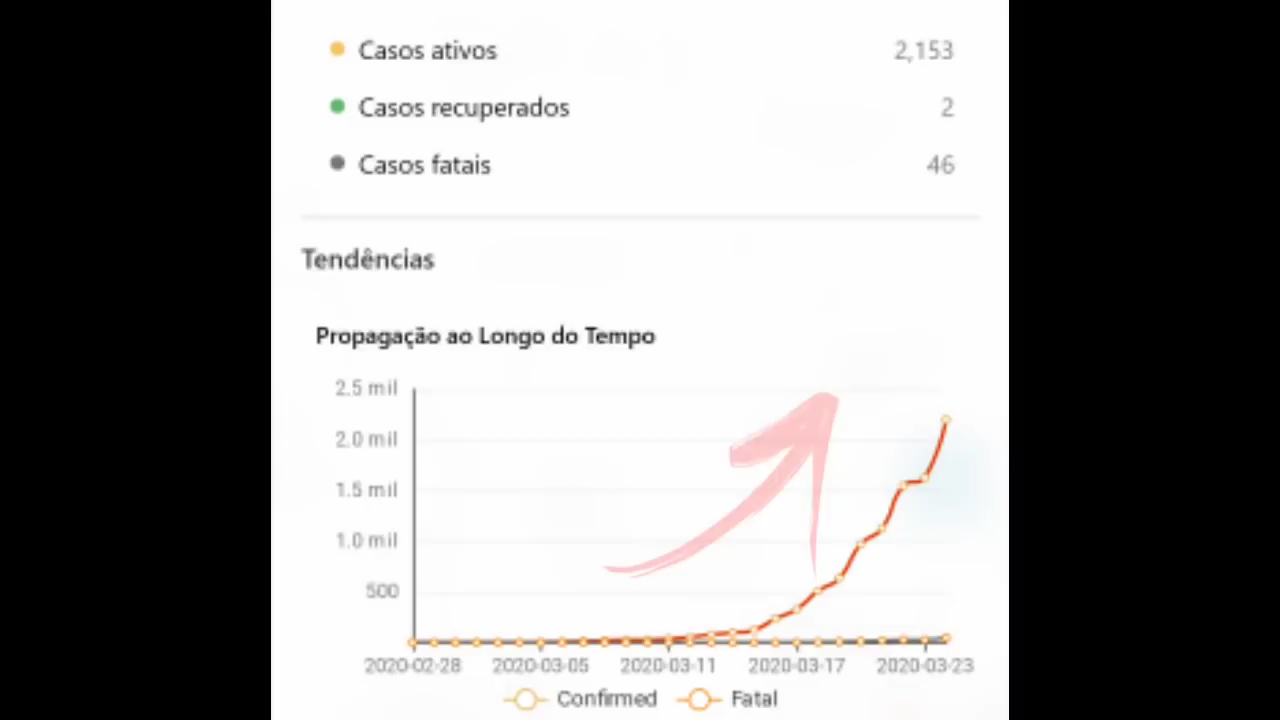 Casos ativos 2,153
Casos recuperados 2
Casos fatais 46
Tendências
Propagação ao Longo do Tempo
2.5 mil
2.0 mil
1.5 mil
1.0 mil
500
2020-02-28 2020-03-05 2020-03-11 2020-03-17 2020-03-23
Confirmed Fatal